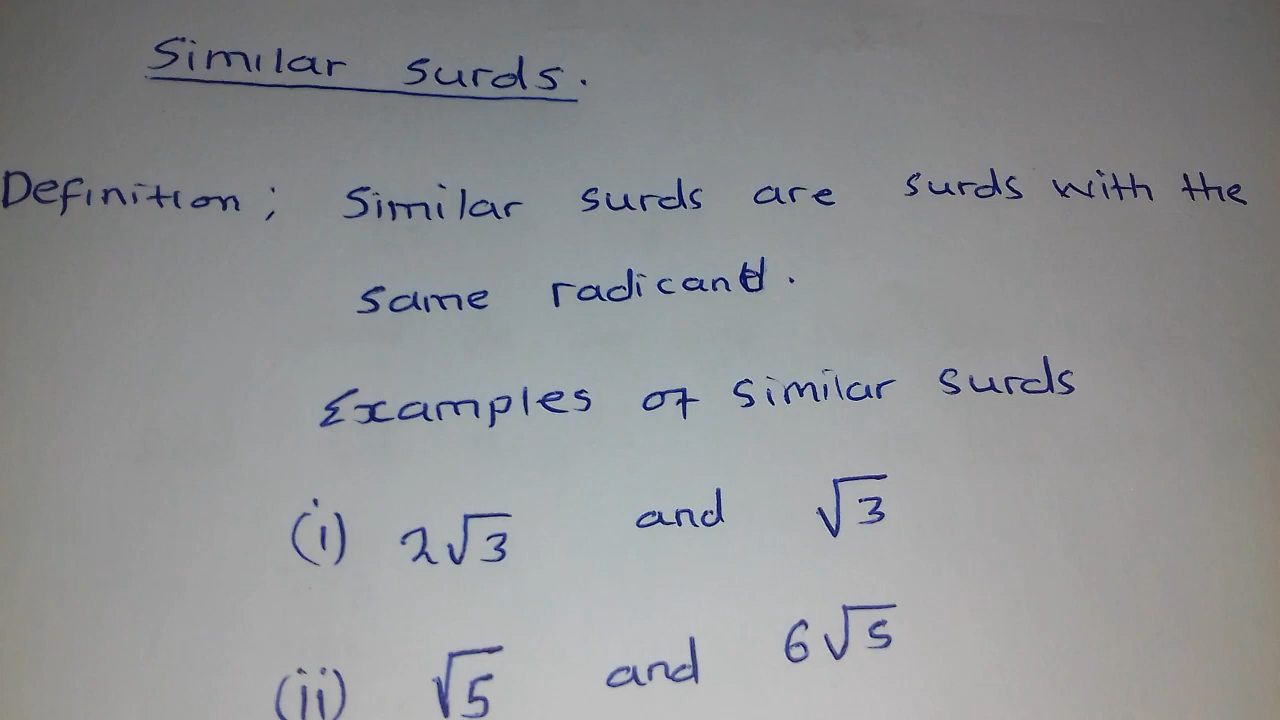 Similar surds.
Definition; Similar surds are surds with the
same radicand.
Examples of similar surds
(i) 2√3 and √3
(ii) √5 and 6√5